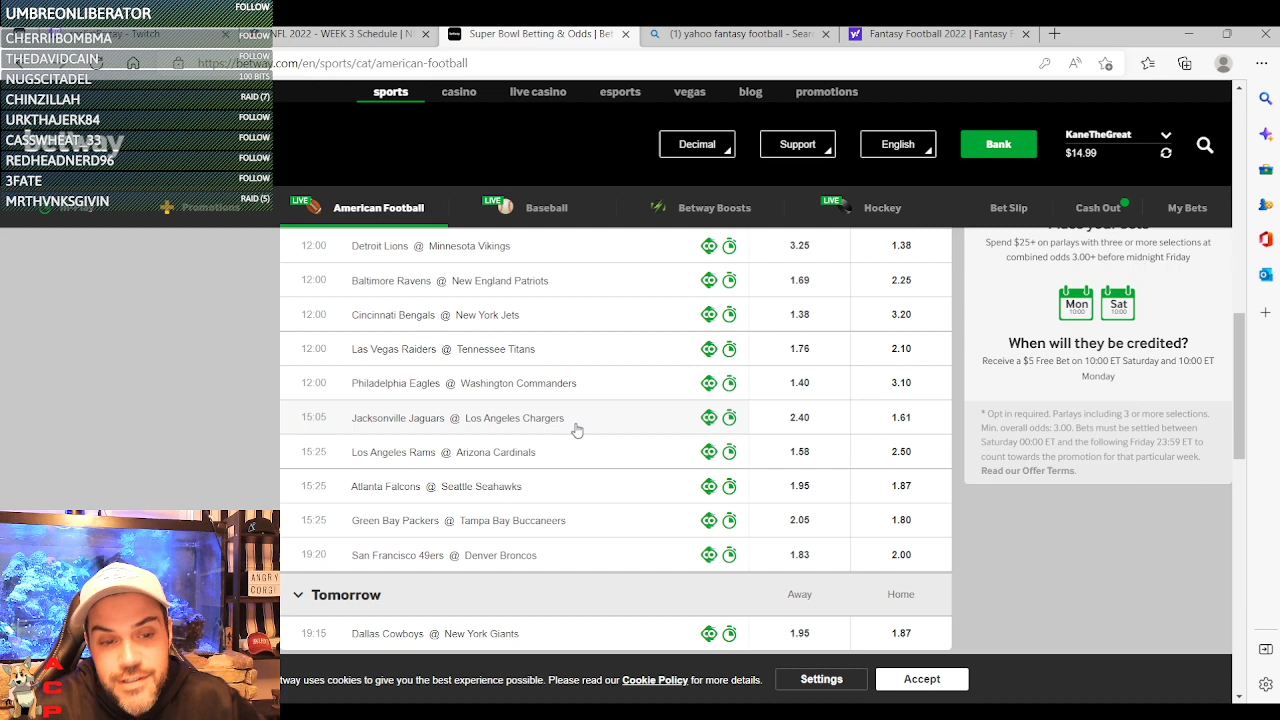 UMBREONLIBERATOR FOLLOW
CHERRIIBOMBMA FOLLOW
THEDAVIDCAIN FOLLOW
NUGSCITADEL 100 BITS
CHINZILLAH RAID (7)
URKTHAJERK84 FOLLOW
CASSWHEAT_33 FOLLOW
REDHEADNERD96 FOLLOW
3FATE FOLLOW
MRTHVNKSGIVIN RAID (5)
betway
Promotions
- Twitch
NFL 2022 - WEEK 3 Schedule | N
Super Bowl Betting & Odds | Bet
(1) yahoo fantasy football - Sear
Fantasy Football 2022 | Fantasy F
en/sports/cat/american-football
sports casino live casino esports vegas blog promotions
Decimal Support English Bank KaneTheGreat
$14.99
LIVE American Football LIVE Baseball Betway Boosts LIVE Hockey Bet Slip Cash Out My Bets
12:00 Detroit Lions @ Minnesota Vikings 3.25 1.38
12:00 Baltimore Ravens @ New England Patriots 1.69 2.25
12:00 Cincinnati Bengals @ New York Jets 1.38 3.20
12:00 Las Vegas Raiders @ Tennessee Titans 1.76 2.10
12:00 Philadelphia Eagles @ Washington Commanders 1.40 3.10
15:05 Jacksonville Jaguars @ Los Angeles Chargers 2.40 1.61
15:25 Los Angeles Rams @ Arizona Cardinals 1.58 2.50
15:25 Atlanta Falcons @ Seattle Seahawks 1.95 1.87
15:25 Green Bay Packers @ Tampa Bay Buccaneers 2.05 1.80
19:20 San Francisco 49ers @ Denver Broncos 1.83 2.00
Tomorrow Away Home
19:15 Dallas Cowboys @ New York Giants 1.95 1.87
Spend $25+ on parlays with three or more selections at
combined odds 3.00+ before midnight Friday
Mon Sat
10:00 10:00
When will they be credited?
Receive a $5 Free Bet on 10:00 ET Saturday and 10:00 ET
Monday
* Opt in required. Parlays including 3 or more selections.
Min. overall odds: 3.00. Bets must be settled between
Saturday 00:00 ET and the following Friday 23:59 ET to
count towards the promotion for that particular week.
Read our Offer Terms.
tway uses cookies to give you the best experience possible. Please read our Cookie Policy for more details.
Settings Accept
A
C
P
ANGRY